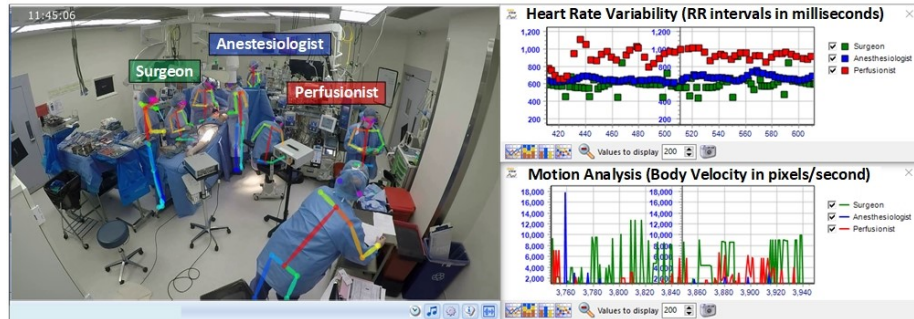 11:45:06
Anestesiologist
Surgeon
Perfusionist
Heart Rate Variability (RR intervals in milliseconds)
1,200 1,200
1,000 1,000
800 800
600 600
400 400
200 200
420 440 460 480 500 520 540 560 580 600
Surgeon
Anesthesiologist
Perfusionist
Values to display 200
Motion Analysis (Body Velocity in pixels/second)
18,000 18,000
16,000 16,000
14,000 14,000
12,000 12,000
10,000 10,000
8,000 8,000
6,000 6,000
4,000 4,000
2,000 2,000
3,760 3,780 3,800 3,820 3,840 3,860 3,880 3,900 3,920 3,940
Surgeon
Anesthesiologist
Perfusionist
Values to display 200